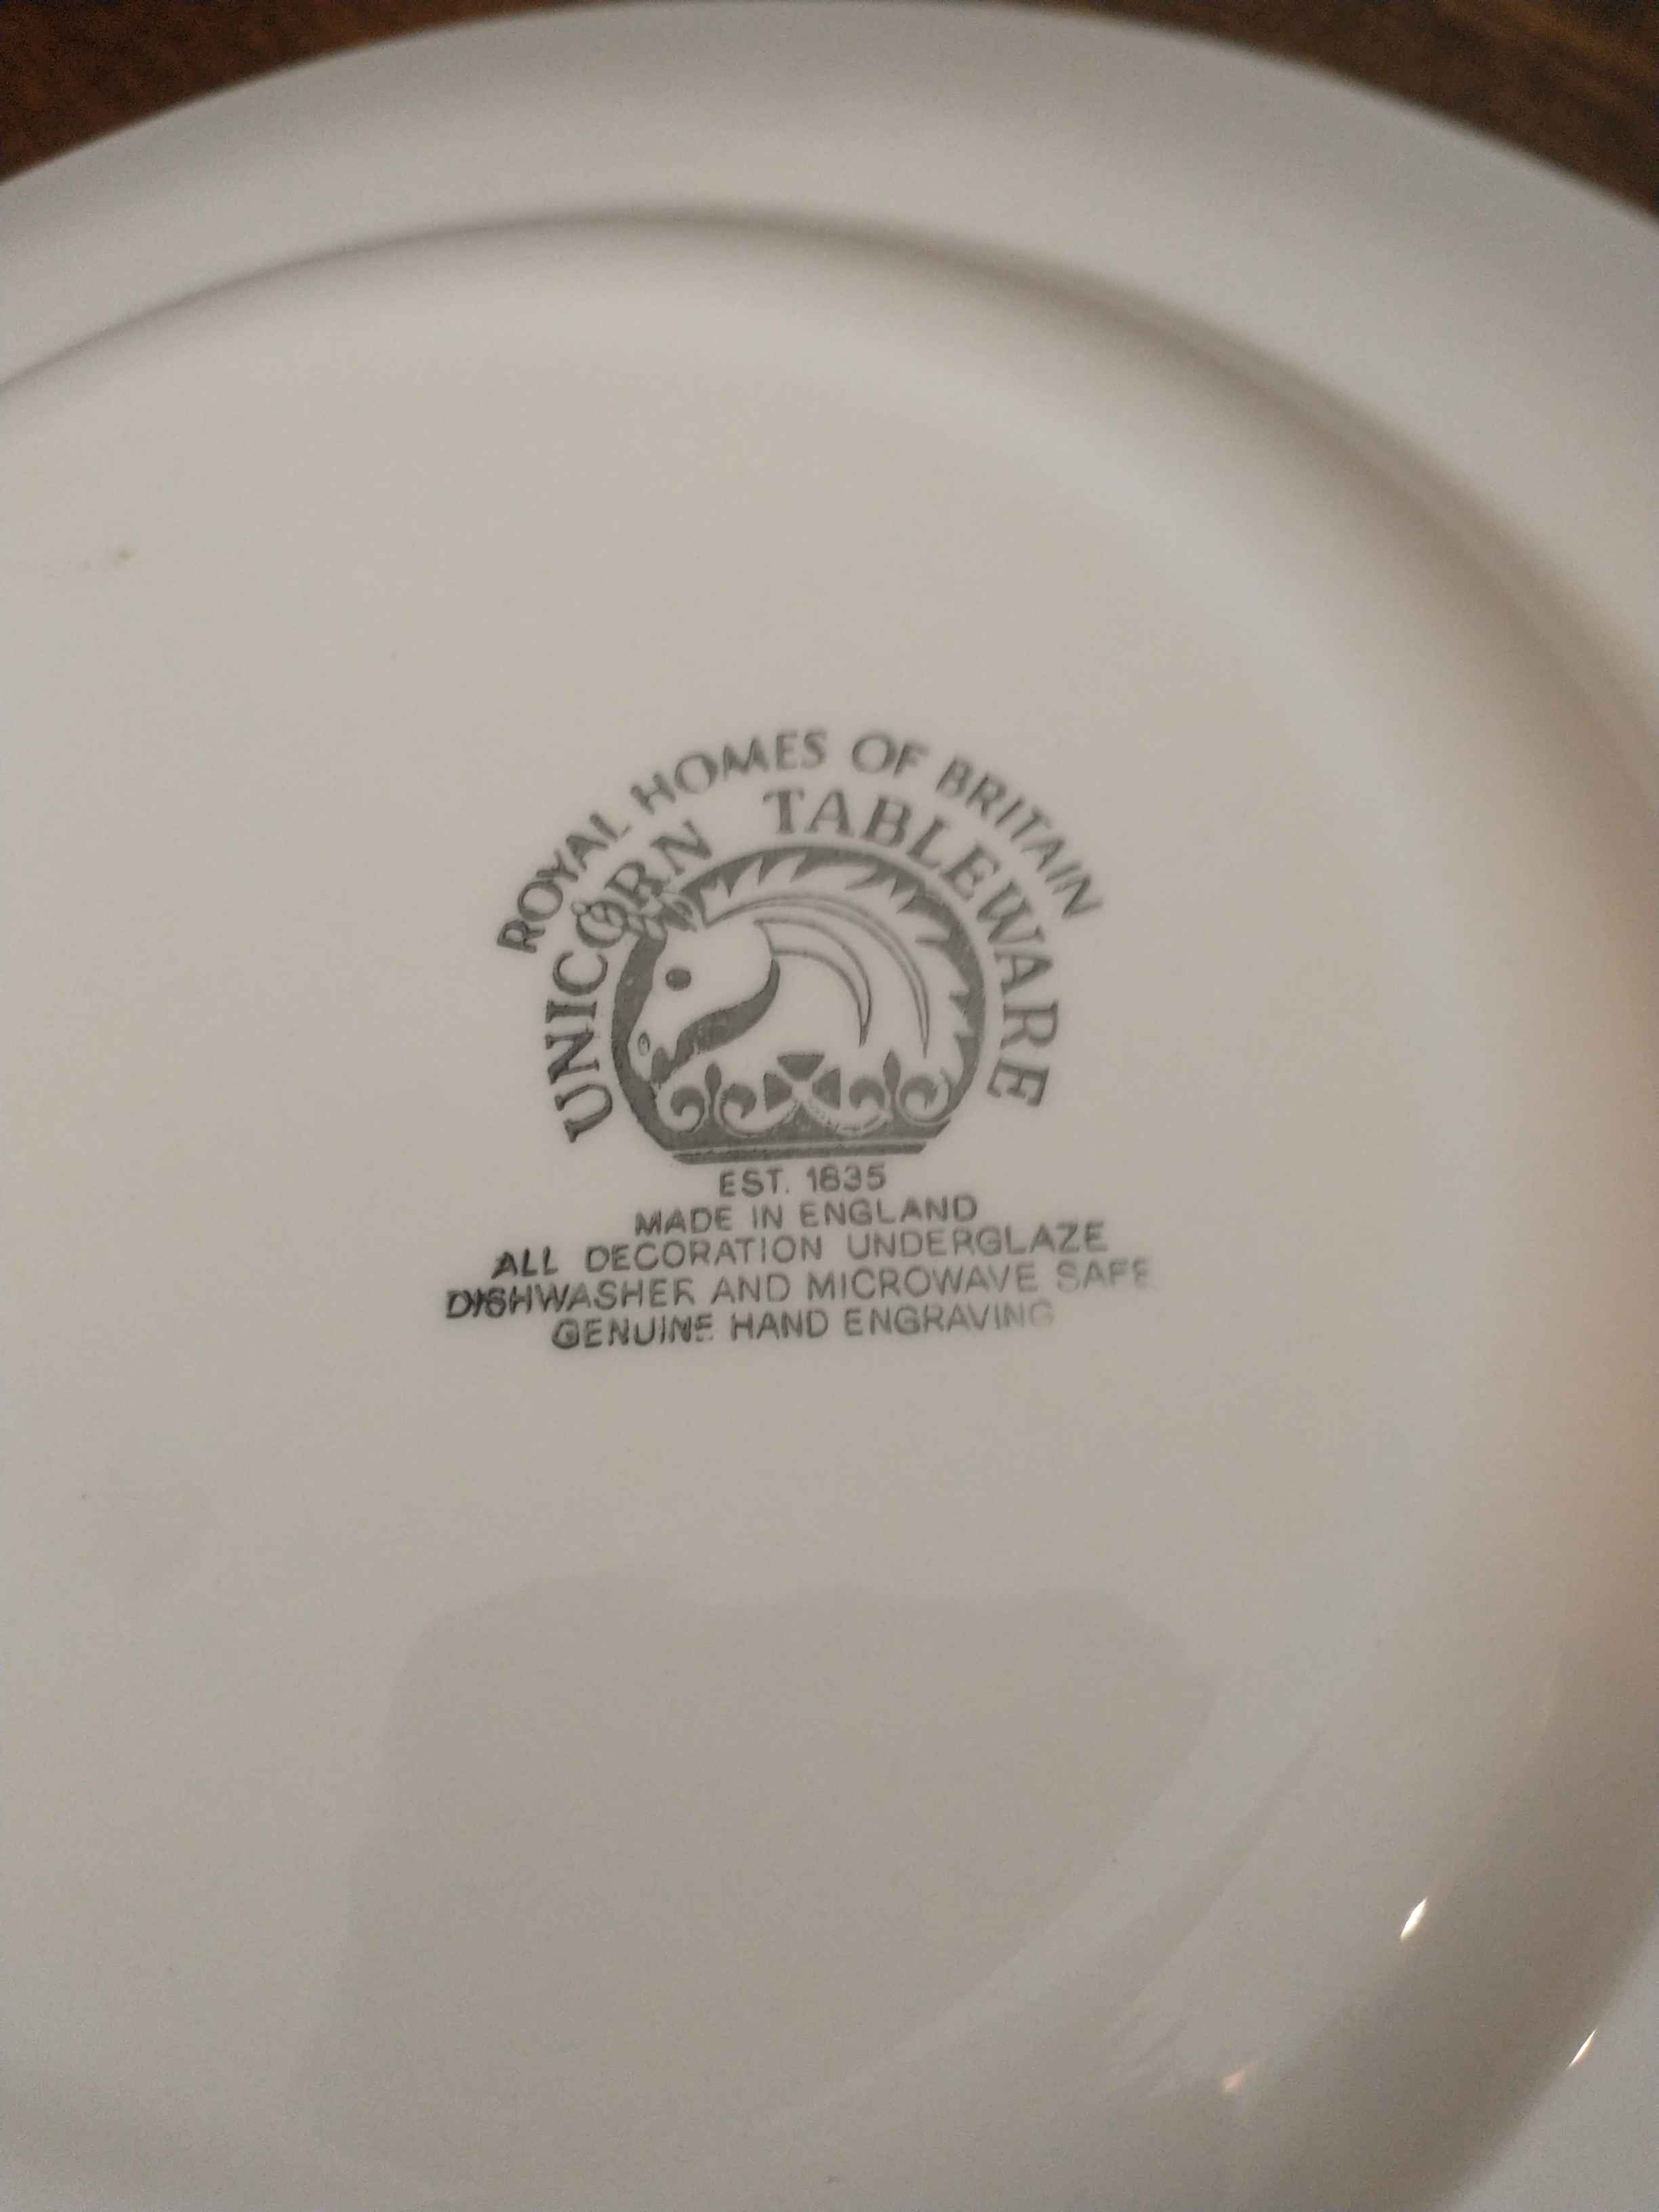 ROYAL HOMES OF BRITAIN
UNICORN TABLEWARE
EST. 1835
MADE IN ENGLAND
ALL DECORATION UNDERGLAZE
DISHWASHER AND MICROWAVE SAFE
GENUINE HAND ENGRAVING